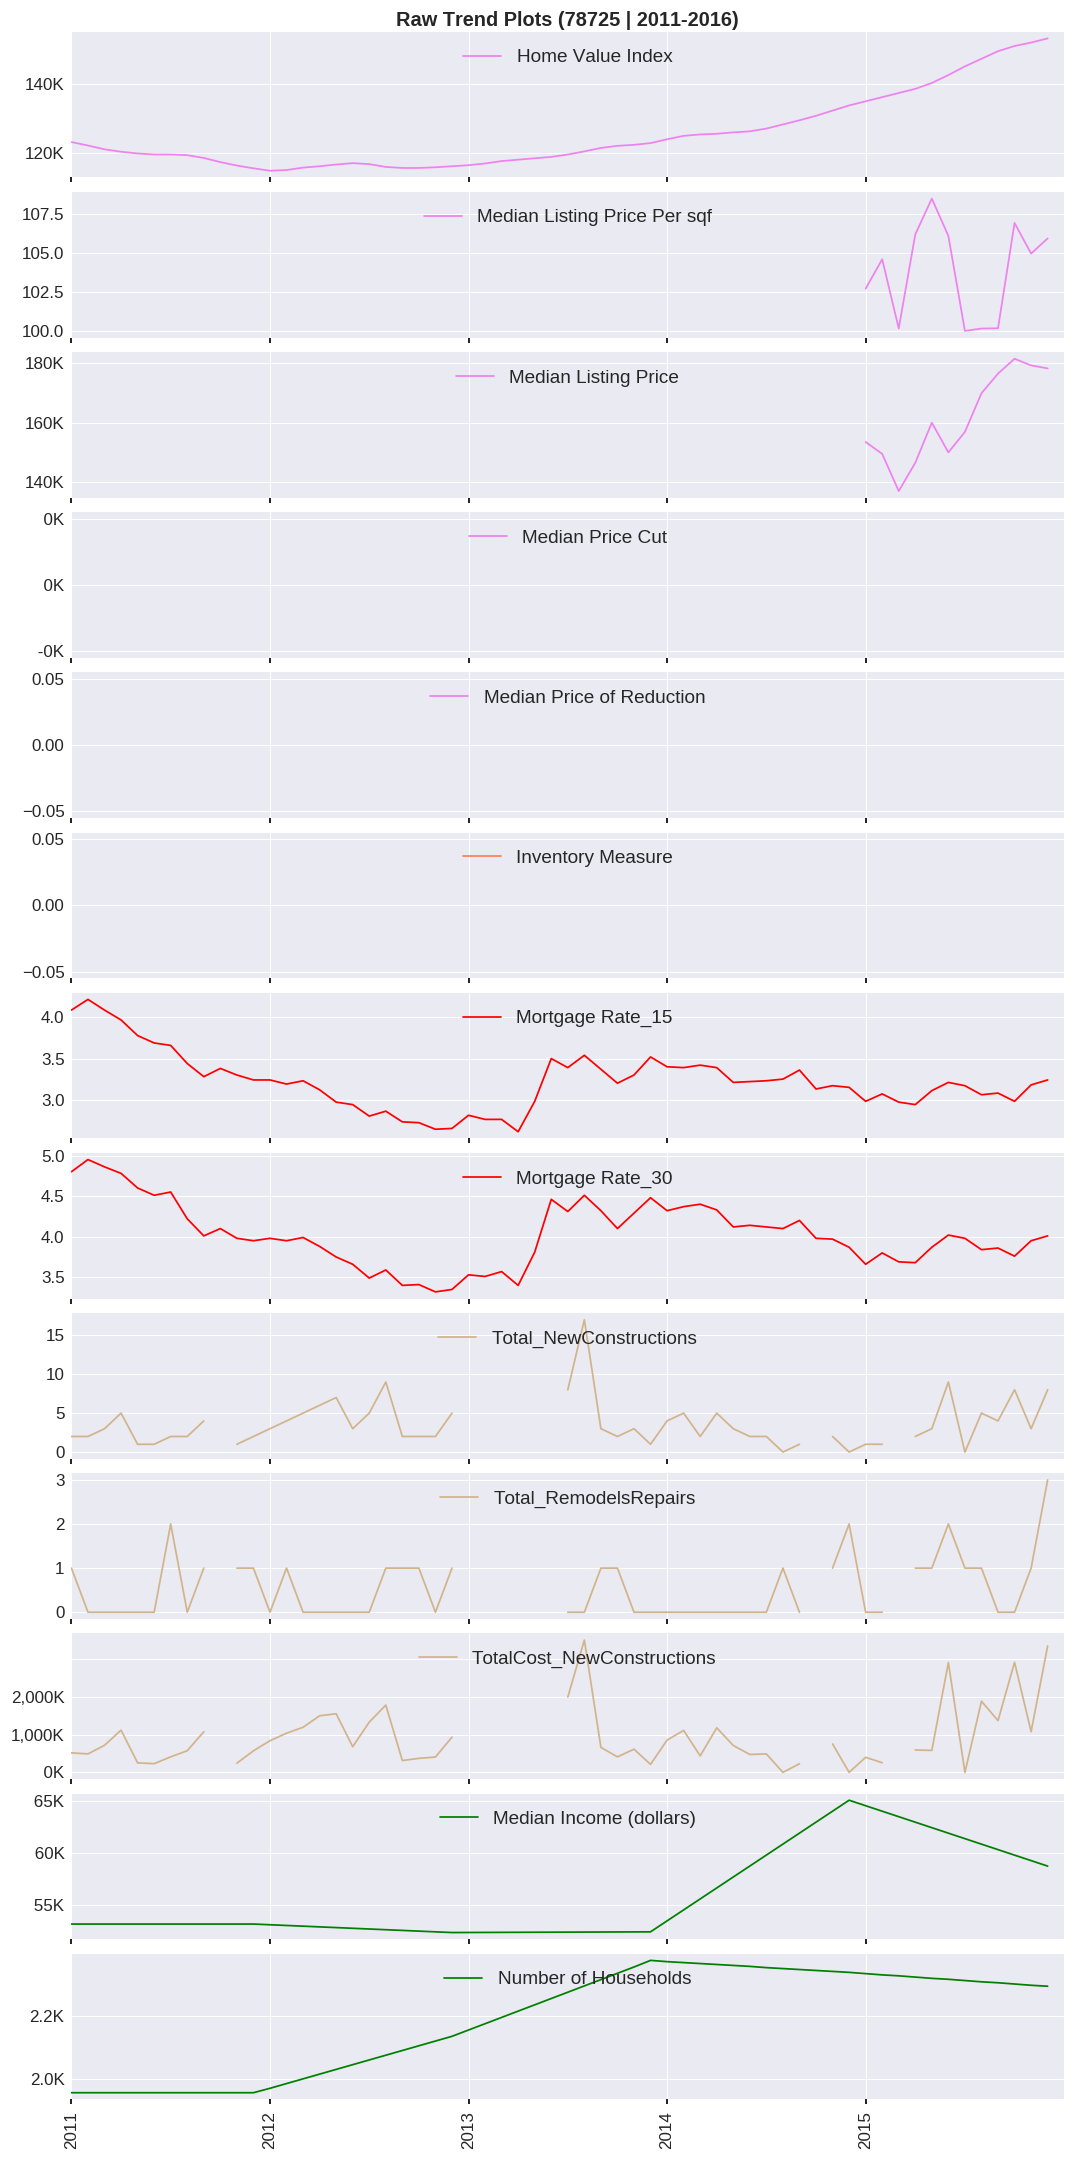 Raw Trend Plots (78725 | 2011-2016)
Home Value Index
140K
120K
Median Listing Price Per sqf
107.5
105.0
102.5
100.0
Median Listing Price
180K
160K
140K
Median Price Cut
0K
0K
-0K
Median Price of Reduction
0.05
0.00
−0.05
Inventory Measure
0.05
0.00
−0.05
Mortgage Rate_15
4.0
3.5
3.0
Mortgage Rate_30
5.0
4.5
4.0
3.5
Total_NewConstructions
15
10
5
0
Total_RemodelsRepairs
3
2
1
0
TotalCost_NewConstructions
2,000K
1,000K
0K
Median Income (dollars)
65K
60K
55K
Number of Households
2.2K
2.0K
2011 2012 2013 2014 2015